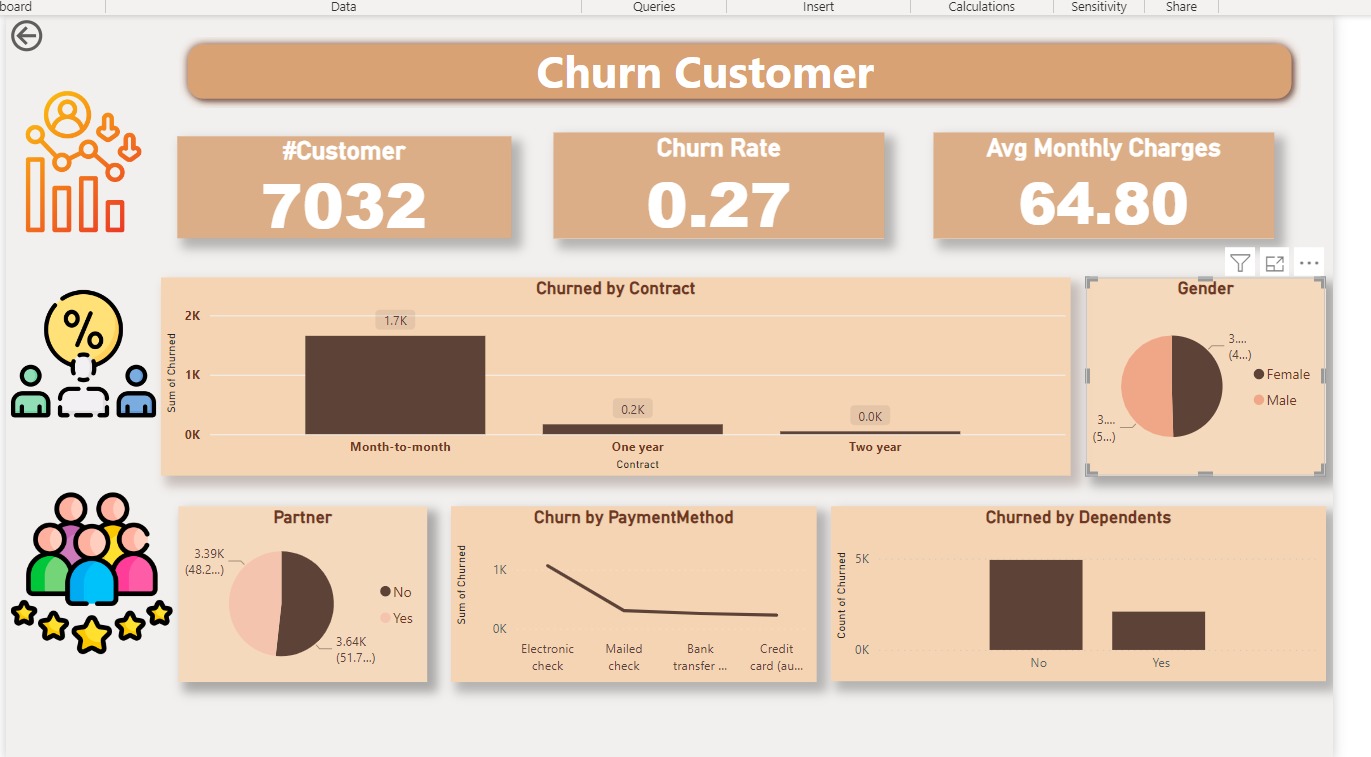 board
Data
Queries
Insert
Calculations
Sensitivity
Share
Churn Customer
#Customer
7032
Churn Rate
0.27
Avg Monthly Charges
64.80
%
Churned by Contract
Sum of Churned
2K
1K
0K
1.7K
0.2K
0.0K
Month-to-month
One year
Two year
Contract
Gender
3....
(4...)
3....
(5...)
Female
Male
Partner
3.39K
(48.2...)
3.64K
(51.7...)
No
Yes
Churn by PaymentMethod
Sum of Churned
1K
0K
Electronic
check
Mailed
check
Bank
transfer ...
Credit
card (au...
Churned by Dependents
Count of Churned
5K
0K
No
Yes